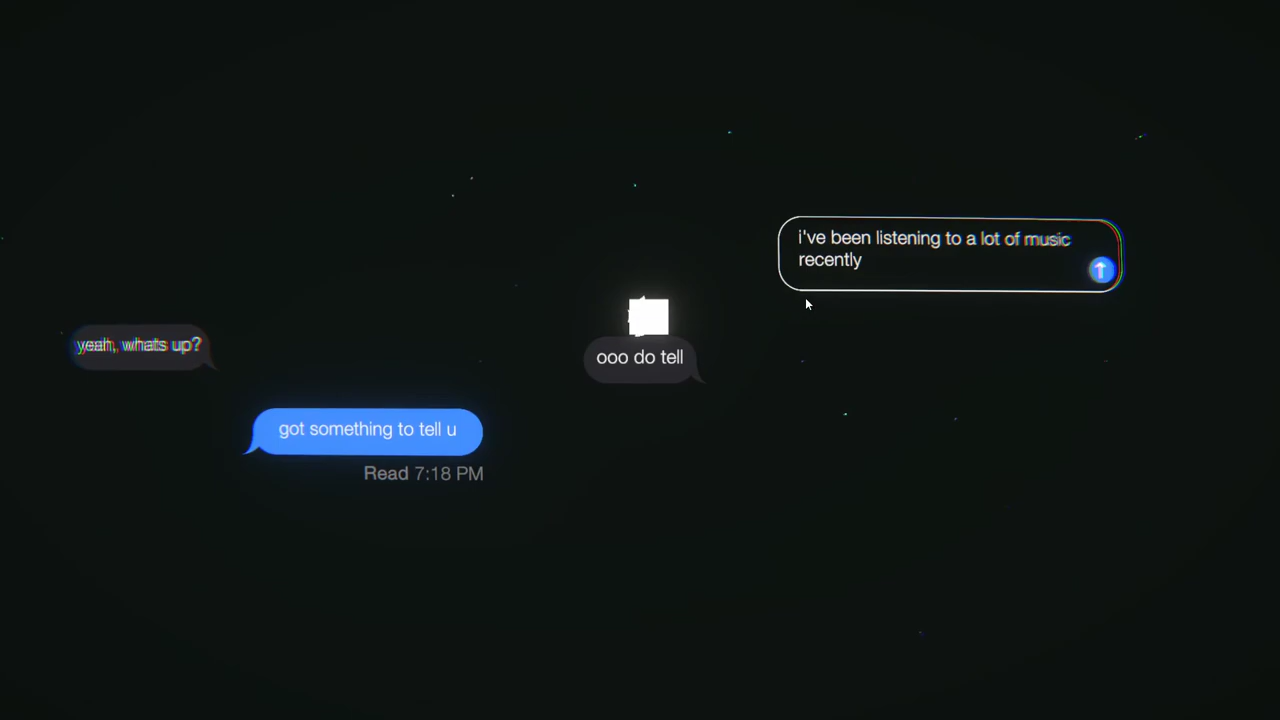 yeah, whats up?
got something to tell u
Read 7:18 PM
ooo do tell
i've been listening to a lot of music
recently